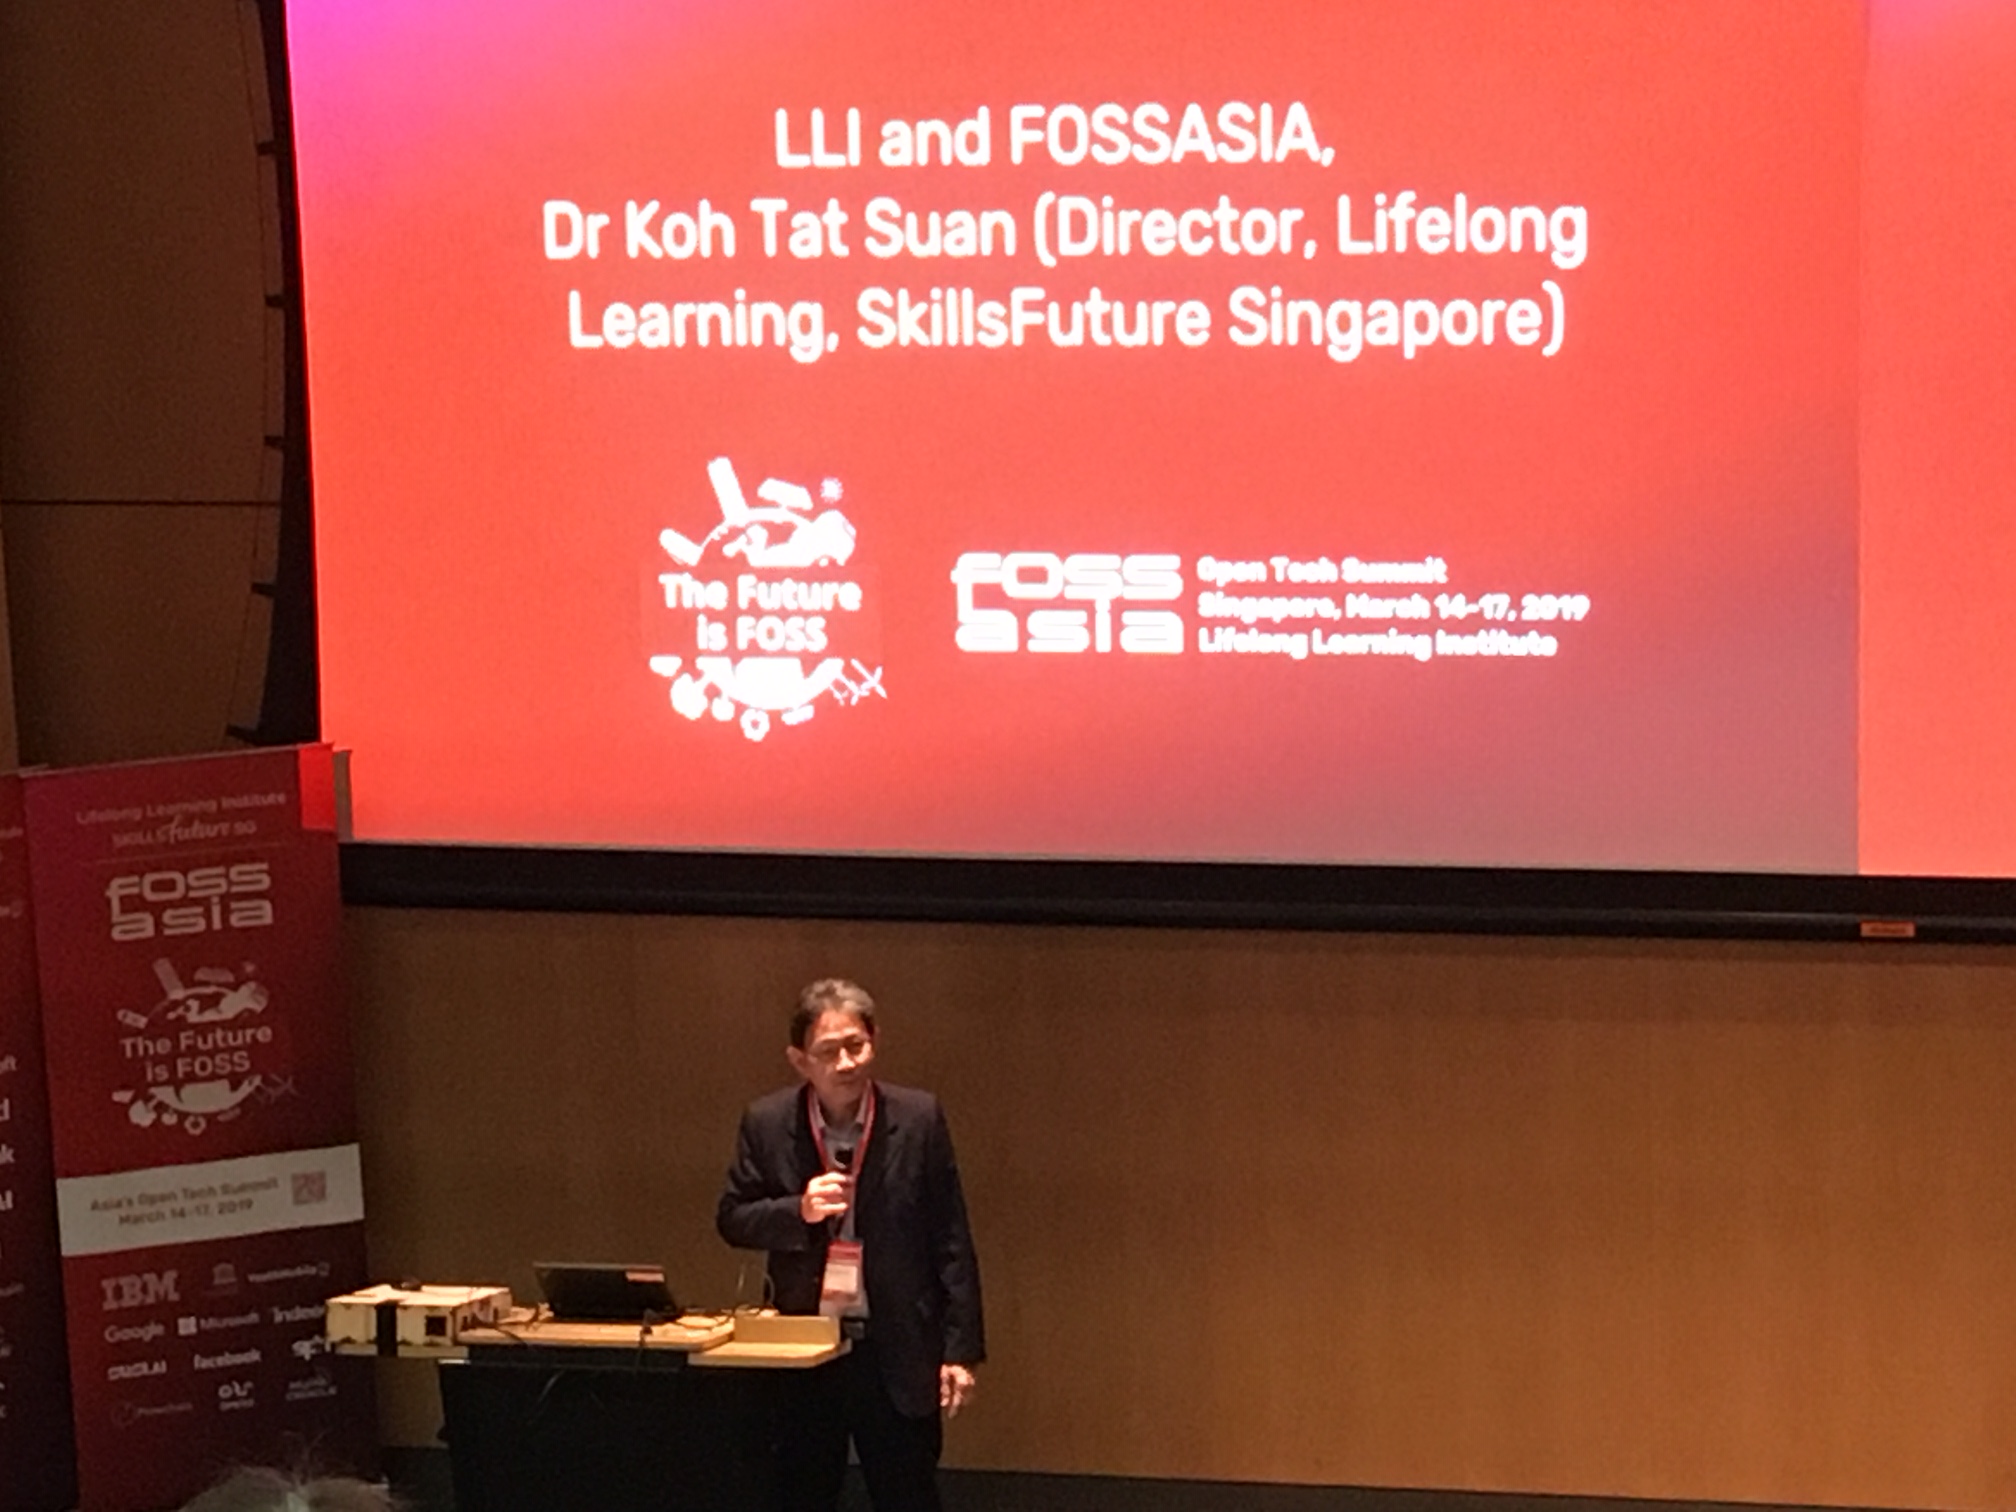 LLI and FOSSASIA,
Dr Koh Tat Suan (Director, Lifelong
Learning, SkillsFuture Singapore)
The Future
is FOSS
foss
asia
Open Tech Summit
Singapore, March 14-17, 2019
Lifelong Learning Institute
Lifelong Learning Institute
SKILLSfuture SG
foss
asia
The Future
is FOSS
Asia's Open Tech Summit
March 14-17, 2019
IBM
Google
Microsoft
facebook